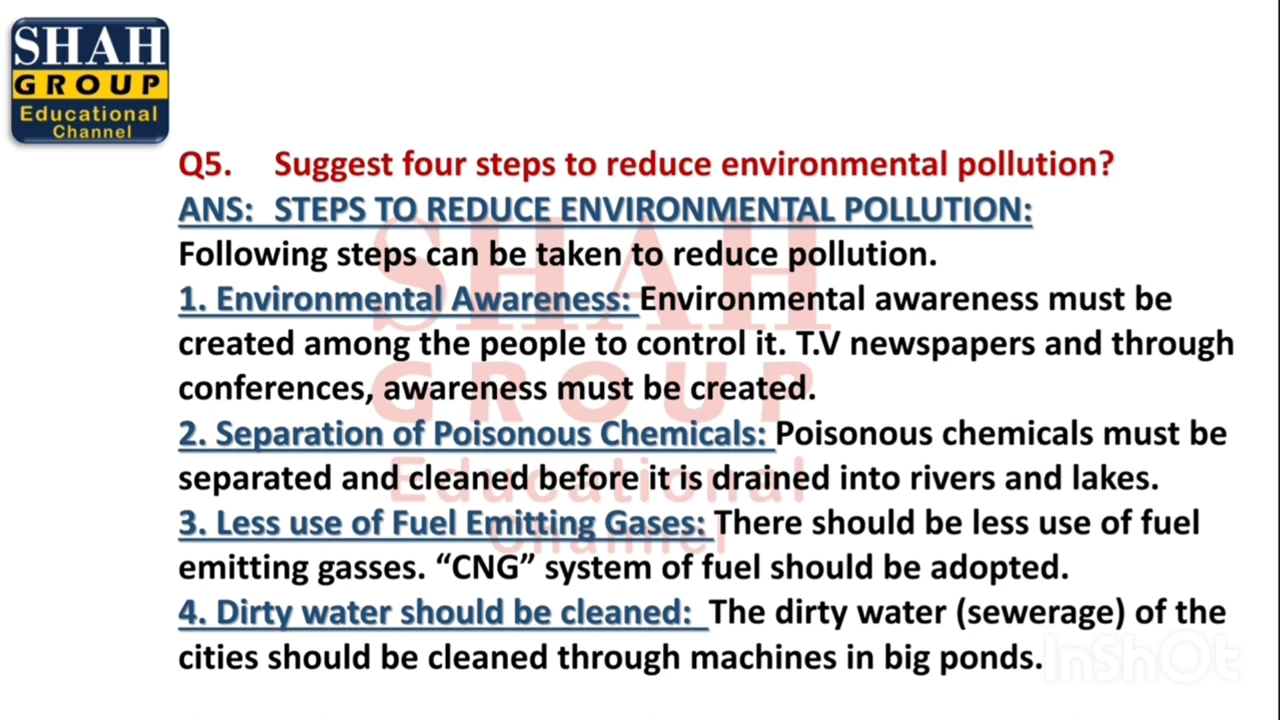 SHAH
GROUP
Educational
Channel
Q5. Suggest four steps to reduce environmental pollution?
ANS: STEPS TO REDUCE ENVIRONMENTAL POLLUTION:
Following steps can be taken to reduce pollution.
1. Environmental Awareness: Environmental awareness must be
created among the people to control it. T.V newspapers and through
conferences, awareness must be created.
2. Separation of Poisonous Chemicals: Poisonous chemicals must be
separated and cleaned before it is drained into rivers and lakes.
3. Less use of Fuel Emitting Gases: There should be less use of fuel
emitting gasses. “CNG” system of fuel should be adopted.
4. Dirty water should be cleaned: The dirty water (sewerage) of the
cities should be cleaned through machines in big ponds.
SHAH
GROUP
Educational
Channel
InShOt